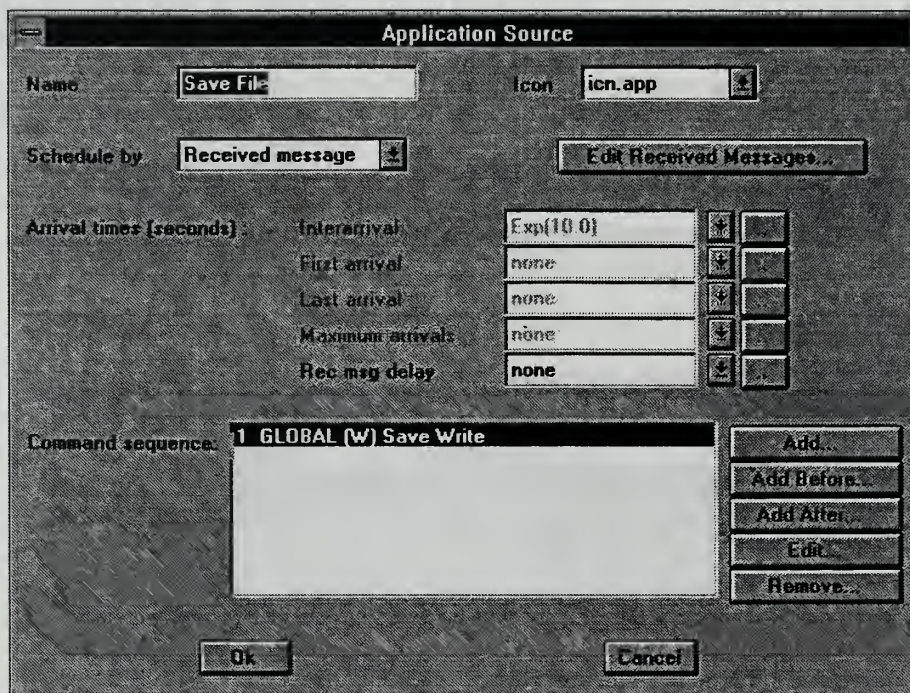 Application Source
Name Save File Icon icn.app
Schedule by Received message Edit Received Messages...
Arrival times (seconds) : Interarrival Exp(10.0)
First arrival none
Last arrival none
Maximum arrivals none
Rec msg delay none
Command sequence: 1 GLOBAL (W) Save Write
Add...
Add Before...
Add After...
Edit...
Remove...
Ok Cancel